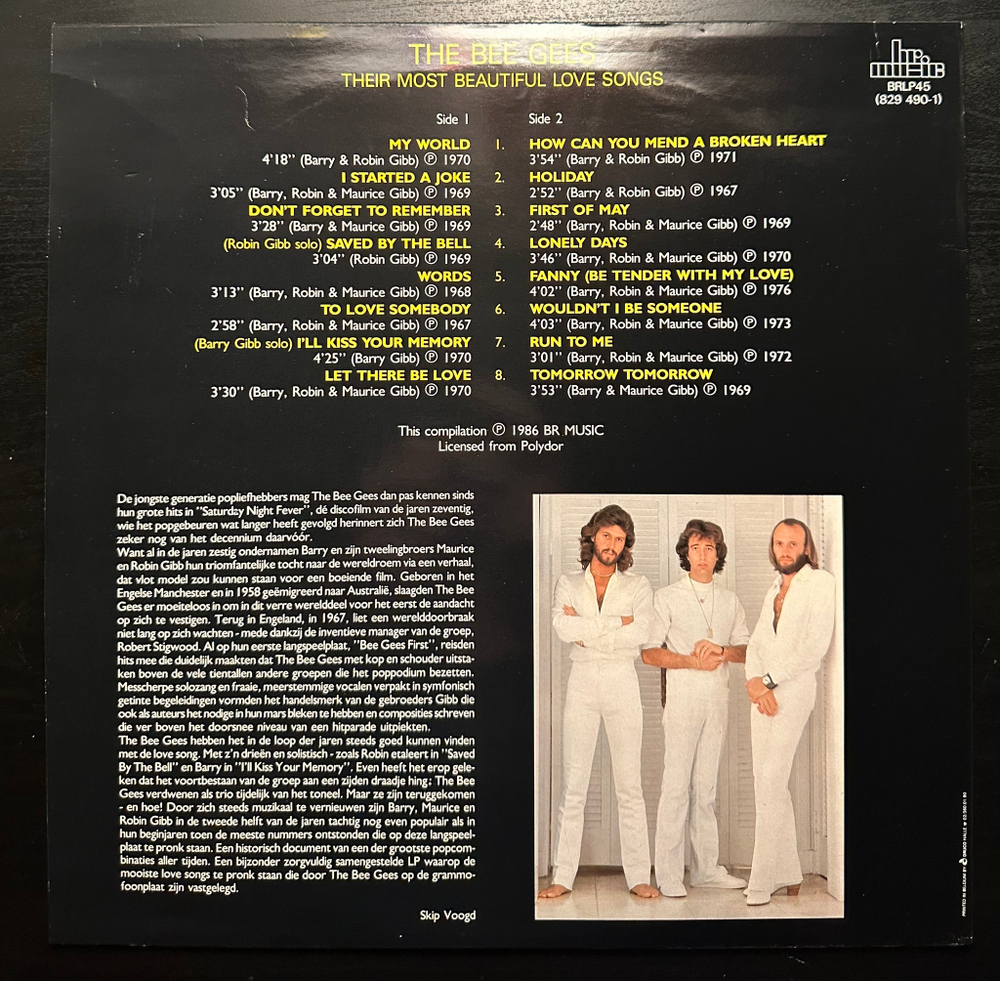 THE BEE GEES
THEIR MOST BEAUTIFUL LOVE SONGS
br
music
BRLP45
(829 490-1)
Side 1
MY WORLD
4'18" (Barry & Robin Gibb) ℗ 1970
I STARTED A JOKE
3'05" (Barry, Robin & Maurice Gibb) ℗ 1969
DON'T FORGET TO REMEMBER
3'28" (Barry & Maurice Gibb) ℗ 1969
(Robin Gibb solo) SAVED BY THE BELL
3'04" (Robin Gibb) ℗ 1969
WORDS
3'13" (Barry, Robin & Maurice Gibb) ℗ 1968
TO LOVE SOMEBODY
2'58" (Barry, Robin & Maurice Gibb) ℗ 1967
(Barry Gibb solo) I'LL KISS YOUR MEMORY
4'25" (Barry Gibb) ℗ 1970
LET THERE BE LOVE
3'30" (Barry, Robin & Maurice Gibb) ℗ 1970
Side 2
1. HOW CAN YOU MEND A BROKEN HEART
3'54" (Barry & Robin Gibb) ℗ 1971
2. HOLIDAY
2'52" (Barry & Robin Gibb) ℗ 1967
3. FIRST OF MAY
2'48" (Barry, Robin & Maurice Gibb) ℗ 1969
4. LONELY DAYS
3'46" (Barry, Robin & Maurice Gibb) ℗ 1970
5. FANNY (BE TENDER WITH MY LOVE)
4'02" (Barry, Robin & Maurice Gibb) ℗ 1976
6. WOULDN'T I BE SOMEONE
4'03" (Barry, Robin & Maurice Gibb) ℗ 1973
7. RUN TO ME
3'01" (Barry, Robin & Maurice Gibb) ℗ 1972
8. TOMORROW TOMORROW
3'53" (Barry & Maurice Gibb) ℗ 1969
This compilation ℗ 1986 BR MUSIC
Licensed from Polydor
De jongste generatie popliefhebbers mag The Bee Gees dan pas kennen sinds
hun grote hits in "Saturday Night Fever", dé discofilm van de jaren zeventig,
wie het popgebeuren wat langer heeft gevolgd herinnert zich The Bee Gees
zeker nog van het decennium daarvóór.
Want al in de jaren zestig ondernamen Barry en zijn tweelingbroers Maurice
en Robin Gibb hun triomfantelijke tocht naar de wereldroem via een verhaal,
dat vlot model zou kunnen staan voor een boeiende film. Geboren in het
Engelse Manchester en in 1958 geëmigreerd naar Australië, slaagden The Bee
Gees er moeiteloos in om in dit verre werelddeel voor het eerst de aandacht
op zich te vestigen. Terug in Engeland, in 1967, liet een werelddoorbraak
niet lang op zich wachten - mede dankzij de inventieve manager van de groep,
Robert Stigwood. Al op hun eerste langspeelplaat, "Bee Gees First", reisden
hits mee die duidelijk maakten dat The Bee Gees met kop en schouder uitsta-
ken boven de vele tientallen andere groepen die het poppodium bezetten.
Messcherpe solozang en fraaie, meerstemmige vocalen verpakt in symfonisch
getinte begeleidingen vormden het handelsmerk van de gebroeders Gibb die
ook als auteurs het nodige in hun mars bleken te hebben en composities schreven
die ver boven het doorsnee niveau van een hitparade uitpiekten.
The Bee Gees hebben het in de loop der jaren steeds goed kunnen vinden
met de love song. Met z'n drieën en solistisch - zoals Robin etaleert in "Saved
By The Bell" en Barry in "I'll Kiss Your Memory". Even heeft het erop gele-
ken dat het voortbestaan van de groep aan een zijden draadje hing: The Bee
Gees verdwenen als trio tijdelijk van het toneel. Maar ze zijn teruggekomen
- en hoe! Door zich steeds muzikaal te vernieuwen zijn Barry, Maurice en
Robin Gibb in de tweede helft van de jaren tachtig nog even populair als in
hun beginjaren toen de meeste nummers ontstonden die op deze langspeel-
plaat te pronk staan. Een historisch document van een der grootste popcom-
binaties aller tijden. Een bijzonder zorgvuldig samengestelde LP waarop de
mooiste love songs te pronk staan die door The Bee Gees op de grammo-
foonplaat zijn vastgelegd.
Skip Voogd
PRINTED IN BELGIUM BY